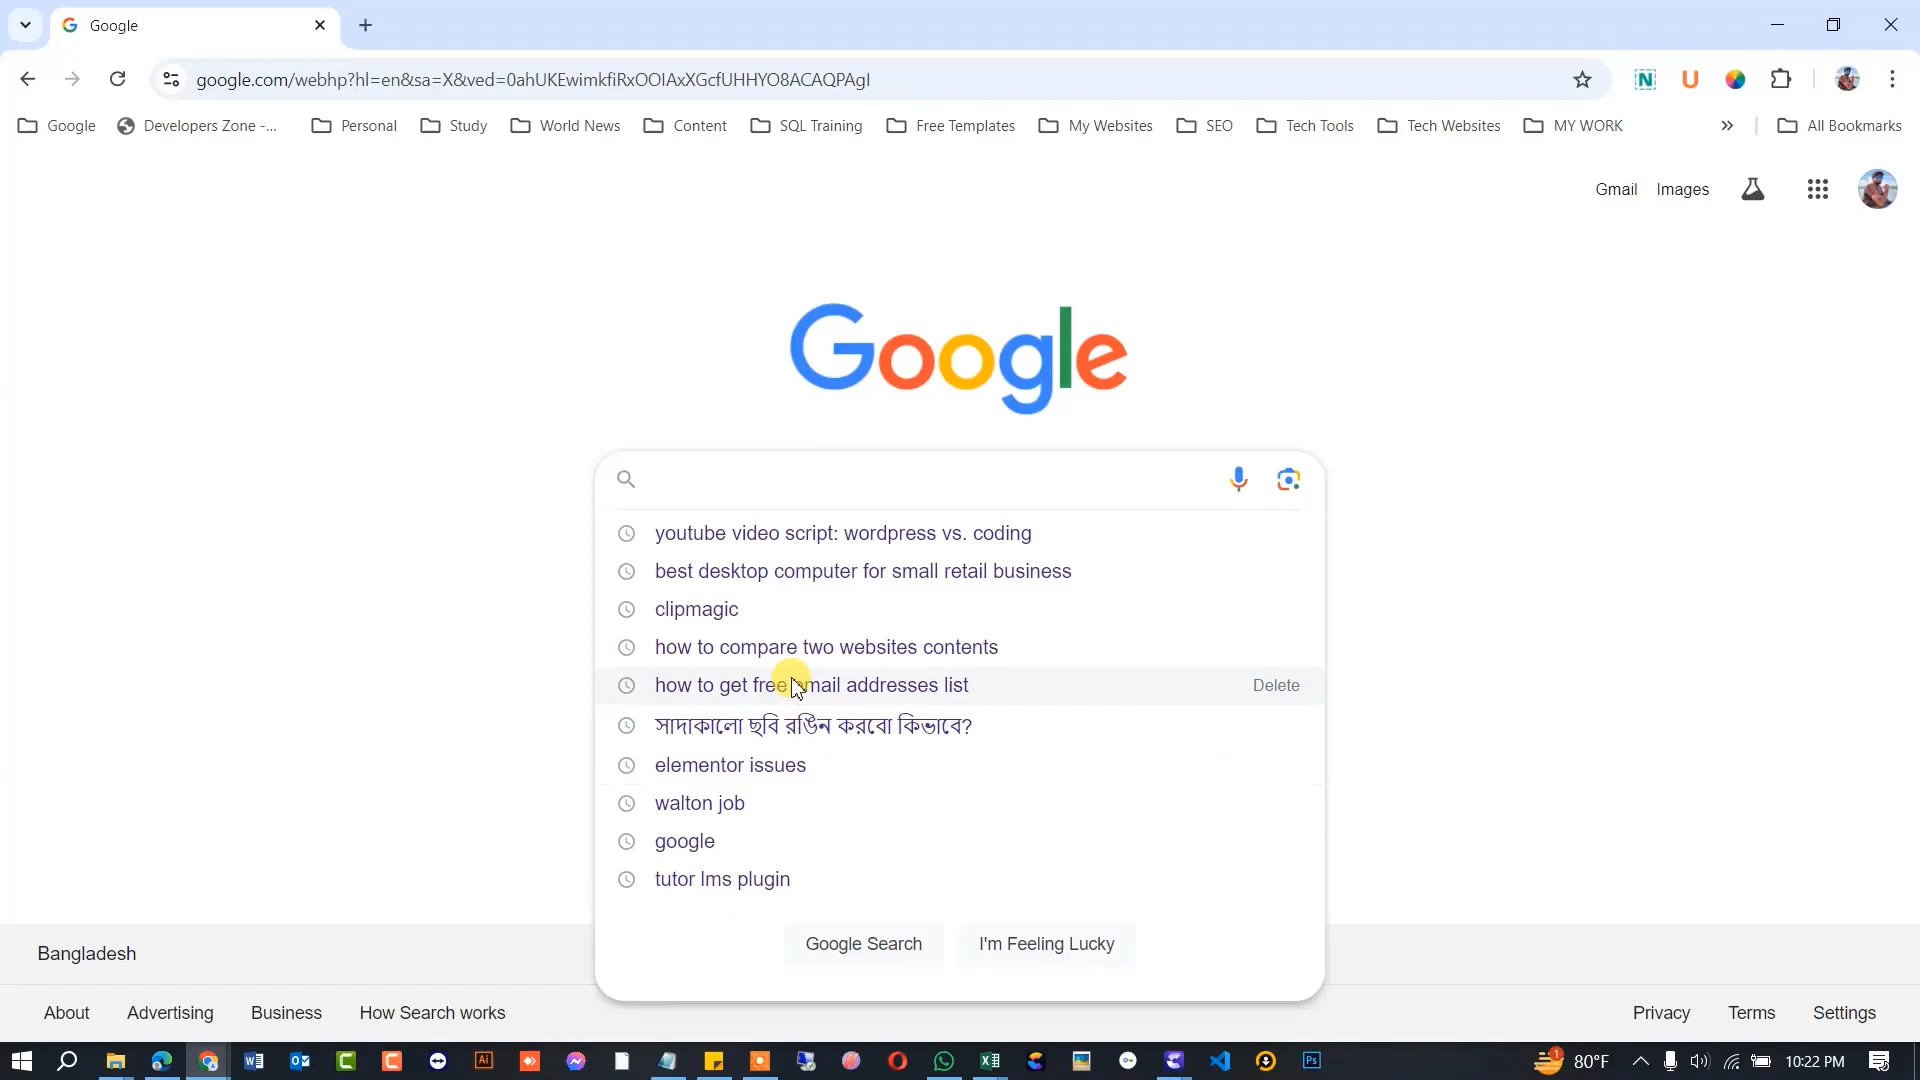 Google
google.com/webhp?hl=en&sa=X&ved=0ahUKEwimkfiRxOOIAxXGcfUHHYO8ACAQPAgI
Google Developers Zone -... Personal Study World News Content SQL Training Free Templates My Websites SEO Tech Tools Tech Websites MY WORK » All Bookmarks
Gmail Images
Google
youtube video script: wordpress vs. coding
best desktop computer for small retail business
clipmagic
how to compare two websites contents
how to get free email addresses list Delete
সাদাকালো ছবি রঙিন করবো কিভাবে?
elementor issues
walton job
google
tutor lms plugin
Google Search I'm Feeling Lucky
Bangladesh
About Advertising Business How Search works Privacy Terms Settings
80°F 10:22 PM